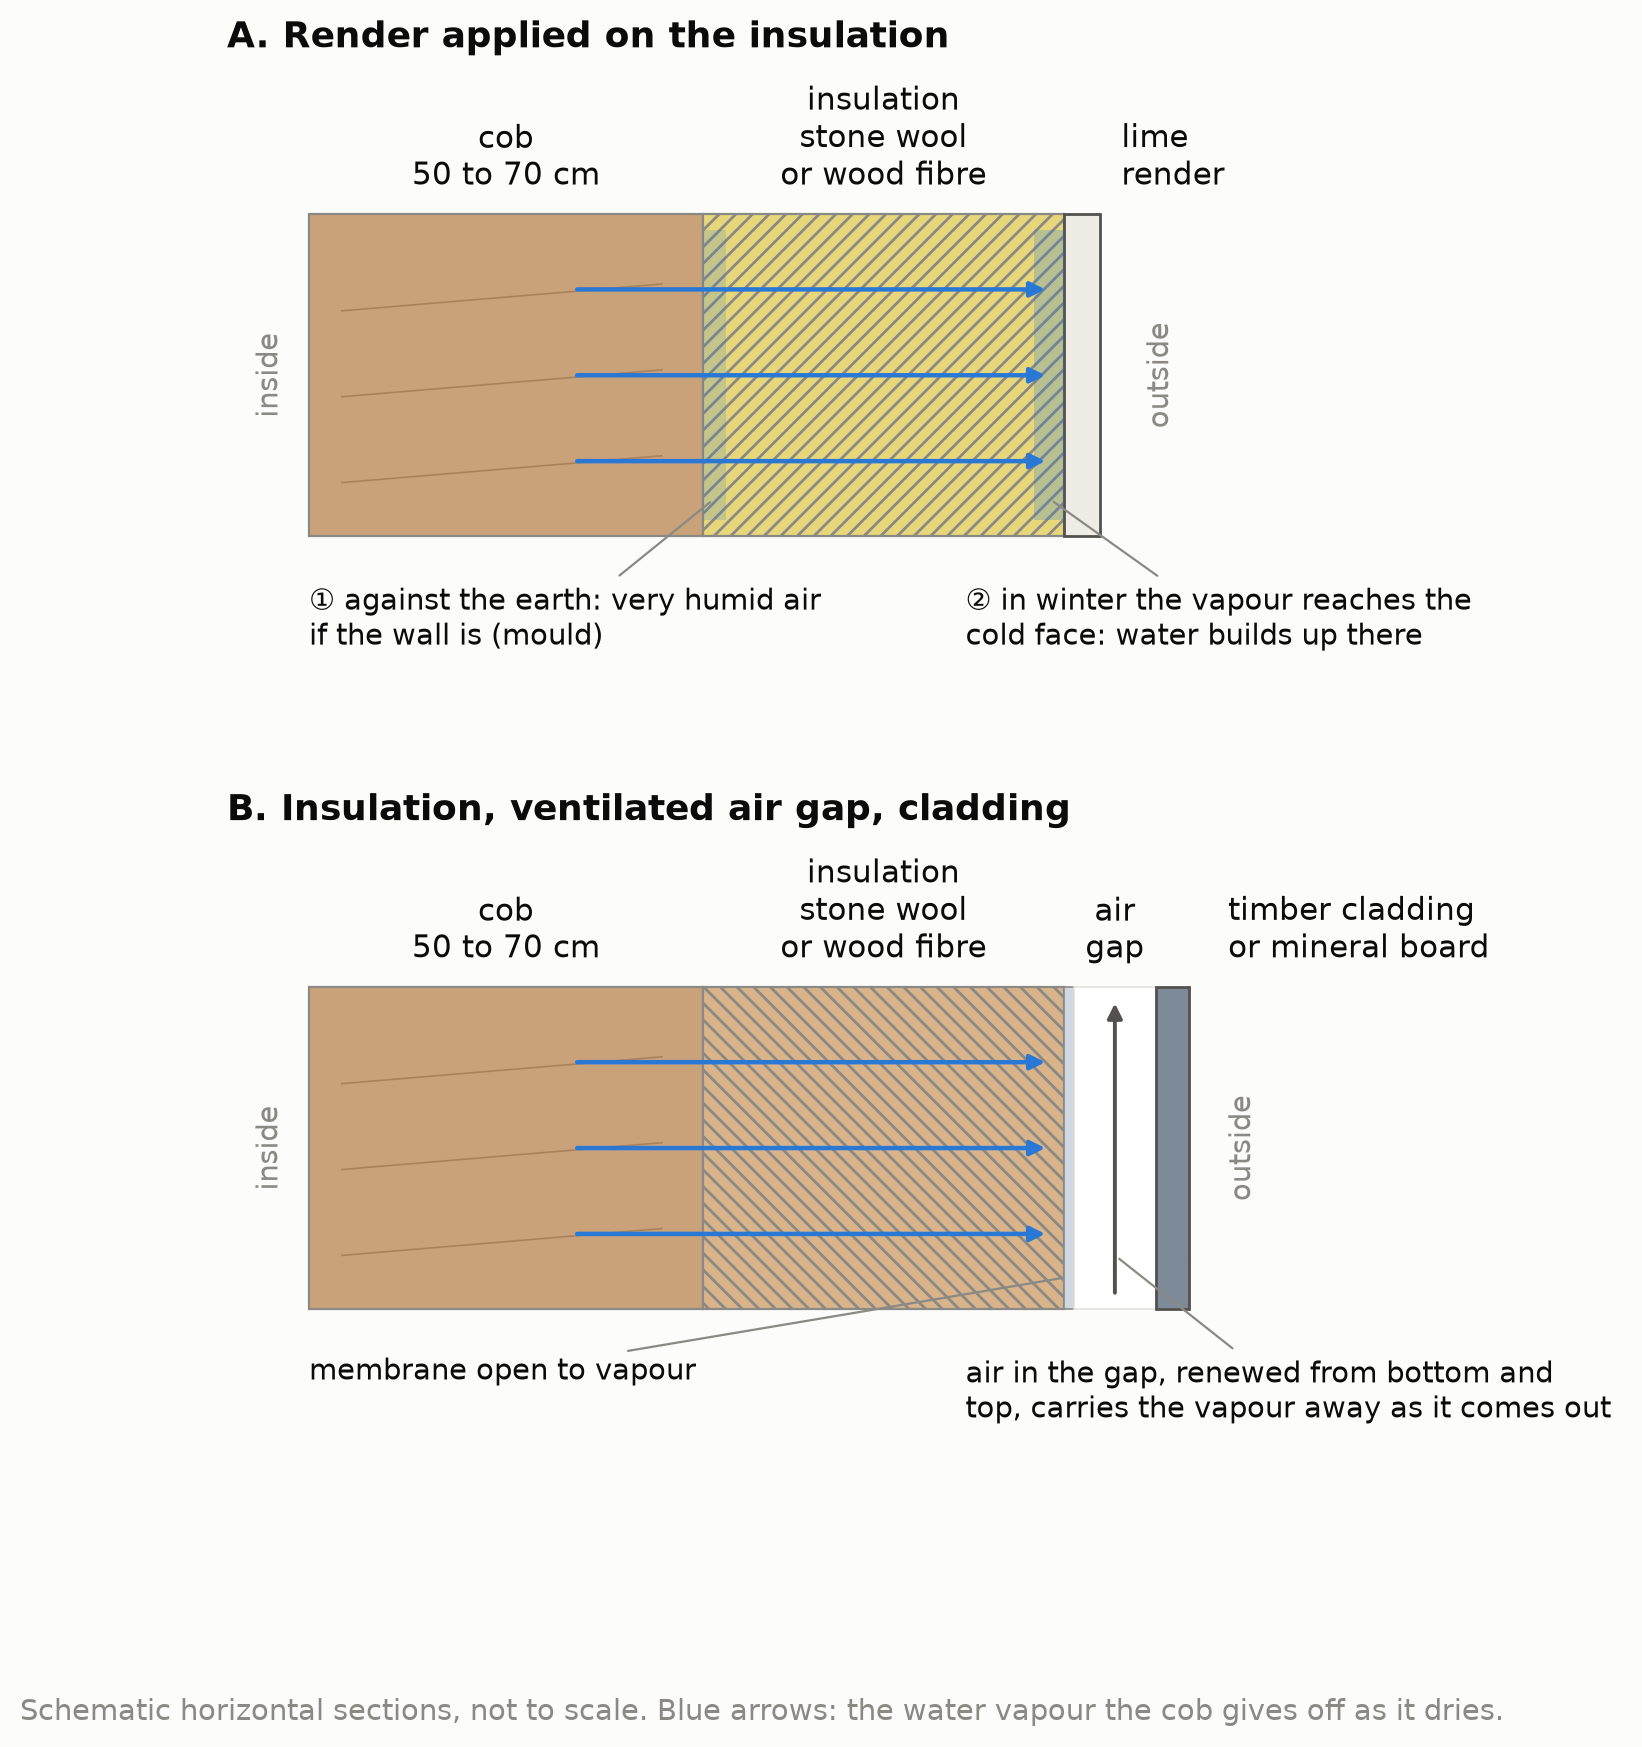 A. Render applied on the insulation
cob
50 to 70 cm
insulation
stone wool
or wood fibre
lime
render
inside
outside
① against the earth: very humid air
if the wall is (mould)
② in winter the vapour reaches the
cold face: water builds up there
B. Insulation, ventilated air gap, cladding
cob
50 to 70 cm
insulation
stone wool
or wood fibre
air
gap
timber cladding
or mineral board
inside
outside
membrane open to vapour
air in the gap, renewed from bottom and
top, carries the vapour away as it comes out
Schematic horizontal sections, not to scale. Blue arrows: the water vapour the cob gives off as it dries.